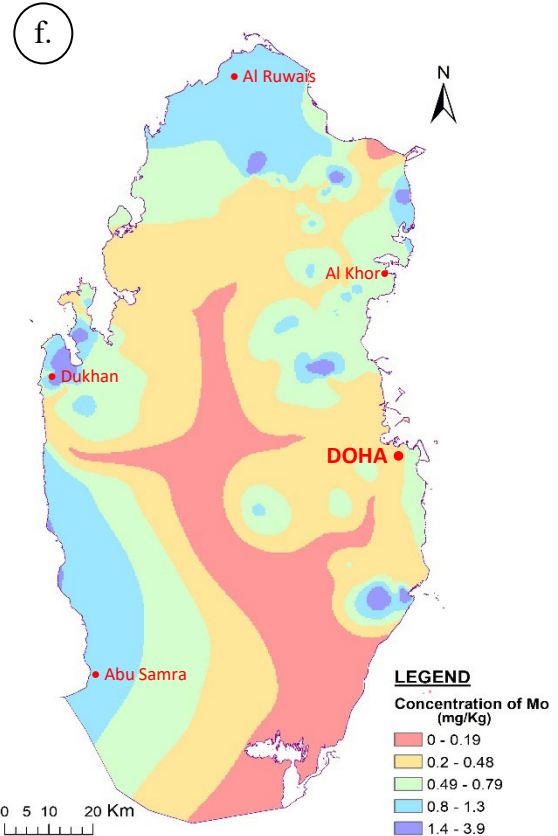 f.
Al Ruwais
N
Al Khor
Dukhan
DOHA
Abu Samra
LEGEND
Concentration of Mo
(mg/Kg)
0 - 0.19
0.2 - 0.48
0.49 - 0.79
0.8 - 1.3
1.4 - 3.9
0 5 10 20 Km